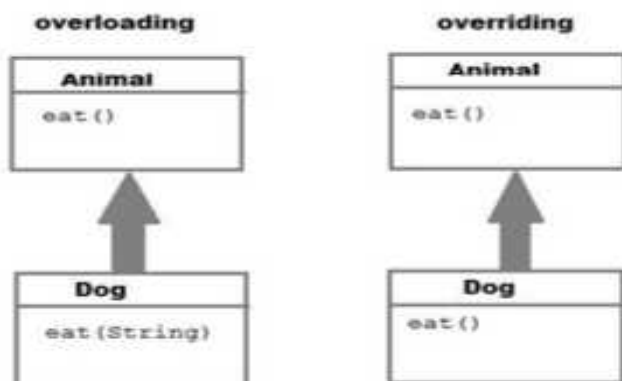 overloading
Animal
eat()
Dog
eat(String)
overriding
Animal
eat()
Dog
eat()